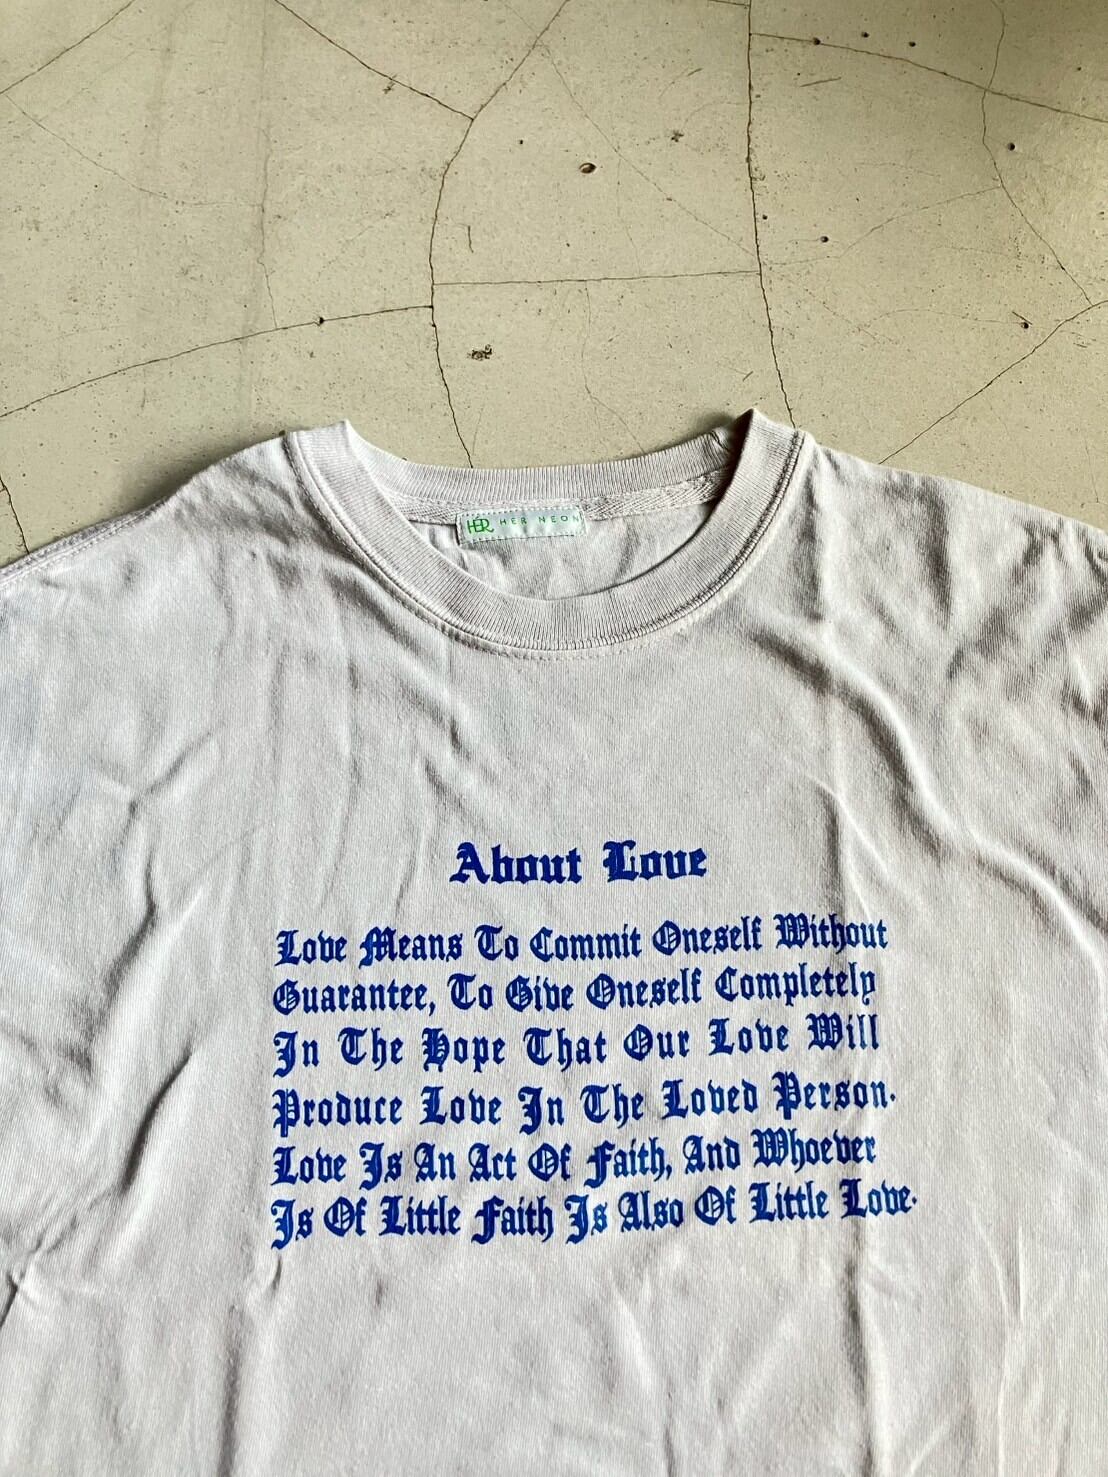 HER HER NEON
About Love
Love Means To Commit Oneself Without
Guarantee, To Give Oneself Completely
In The Hope That Our Love Will
Produce Love In The Loved Person.
Love Is An Act Of Faith, And Whoever
Is Of Little Faith Is Also Of Little Love.